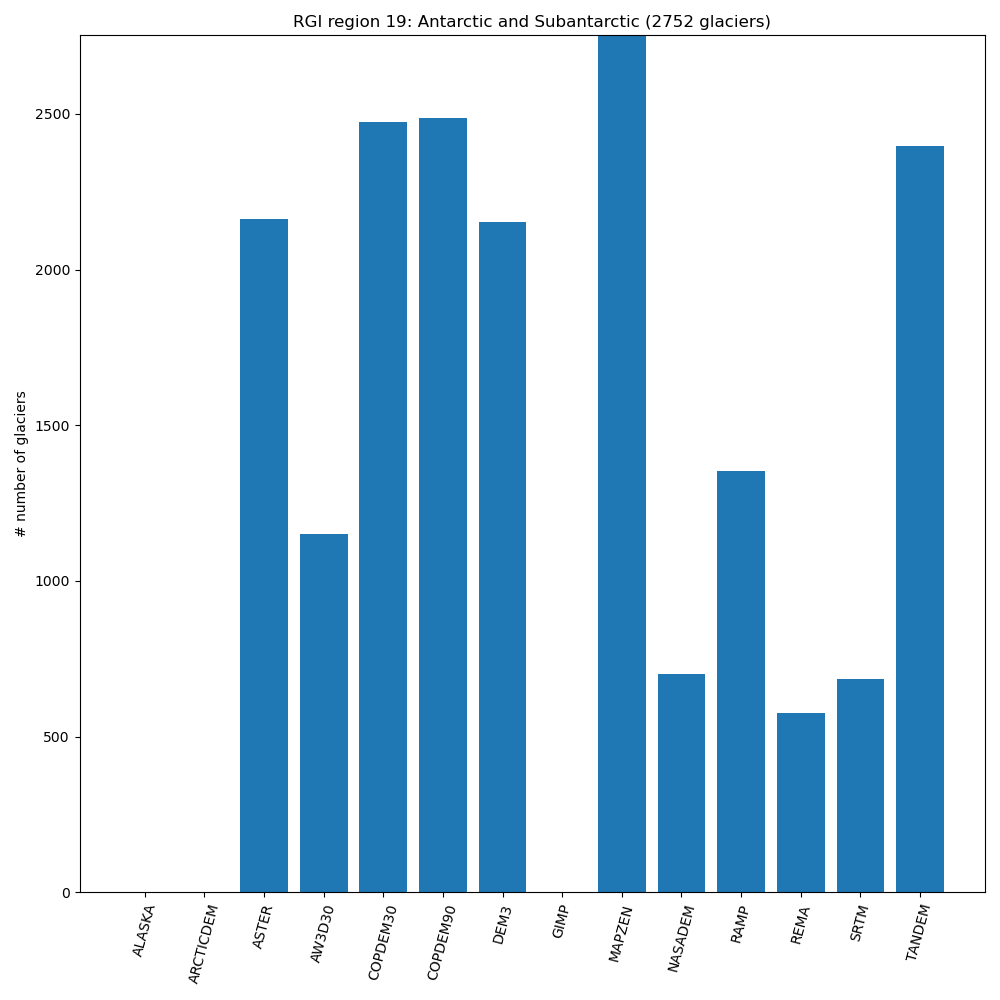 RGI region 19: Antarctic and Subantarctic (2752 glaciers)
# number of glaciers
2500
2000
1500
1000
500
0
ALASKA
ARCTICDEM
ASTER
AW3D30
COPDEM30
COPDEM90
DEM3
GIMP
MAPZEN
NASADEM
RAMP
REMA
SRTM
TANDEM